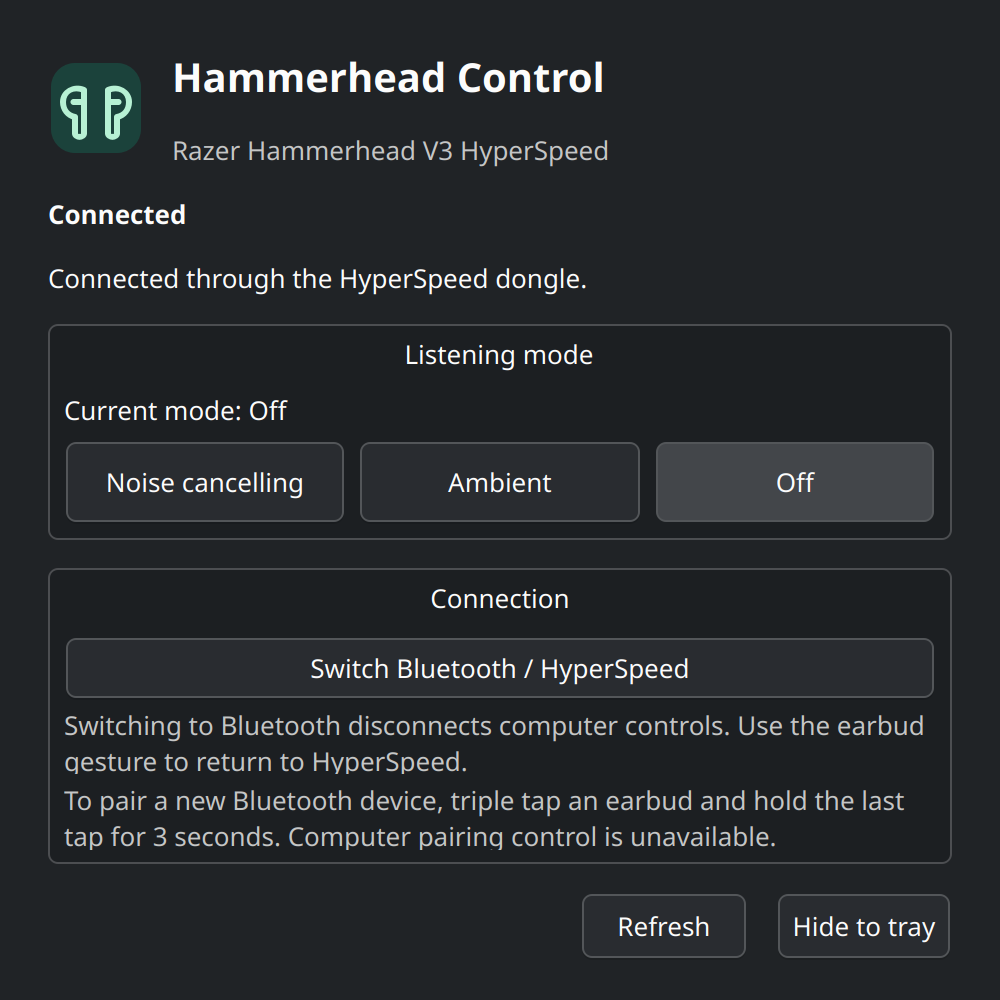 Hammerhead Control
Razer Hammerhead V3 HyperSpeed
Connected
Connected through the HyperSpeed dongle.
Listening mode
Current mode: Off
Noise cancelling
Ambient
Off
Connection
Switch Bluetooth / HyperSpeed
Switching to Bluetooth disconnects computer controls. Use the earbud
gesture to return to HyperSpeed.
To pair a new Bluetooth device, triple tap an earbud and hold the last
tap for 3 seconds. Computer pairing control is unavailable.
Refresh
Hide to tray